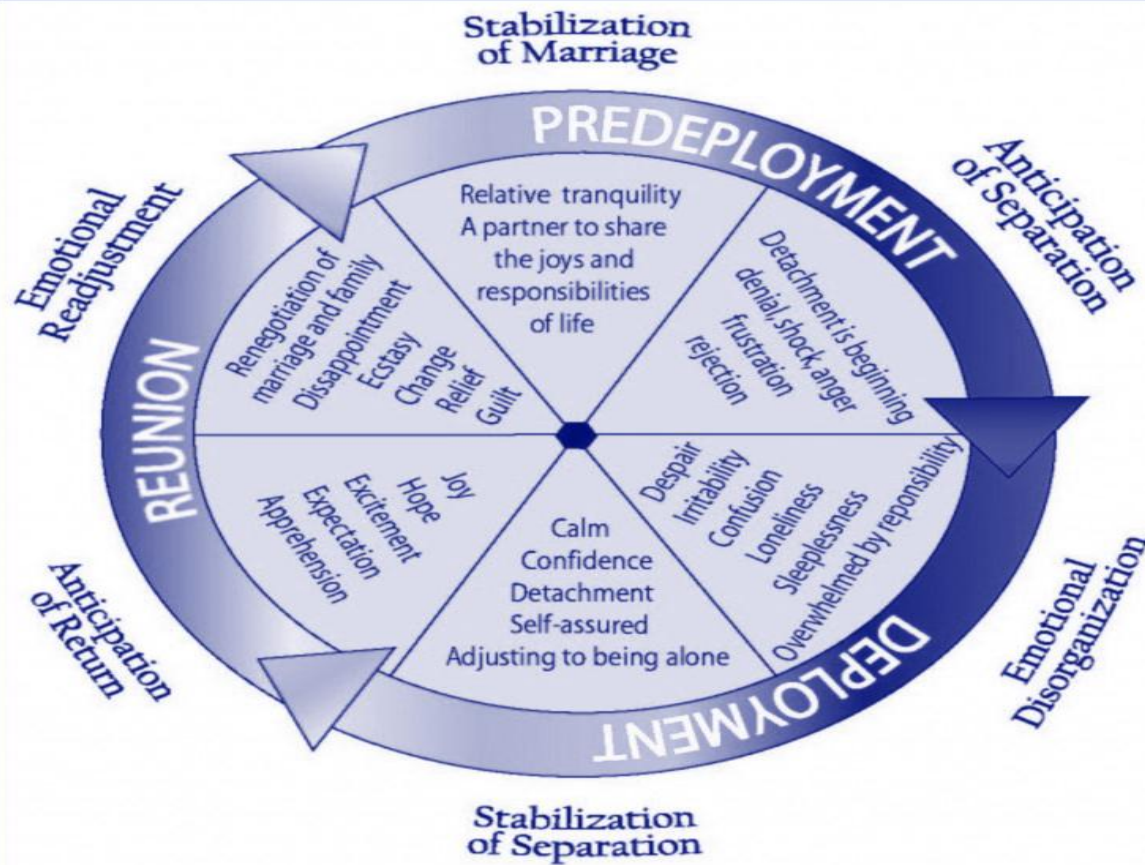 Stabilization
of Marriage
PREDEPLOYMENT
Relative tranquility
A partner to share
the joys and
responsibilities
of life
Anticipation
of Separation
Detachment is beginning
denial, shock, anger
frustration
rejection
Despair
Irritability
Confusion
Loneliness
Sleeplessness
Overwhelmed by reponsibility
Emotional
Disorganization
DEPLOYMENT
Calm
Confidence
Detachment
Self-assured
Adjusting to being alone
Stabilization
of Separation
Joy
Hope
Excitement
Expectation
Apprehension
Anticipation
of Return
REUNION
Renegotiation of
marriage and family
Dissappointment
Ecstasy
Change
Relief
Guilt
Emotional
Readjustment